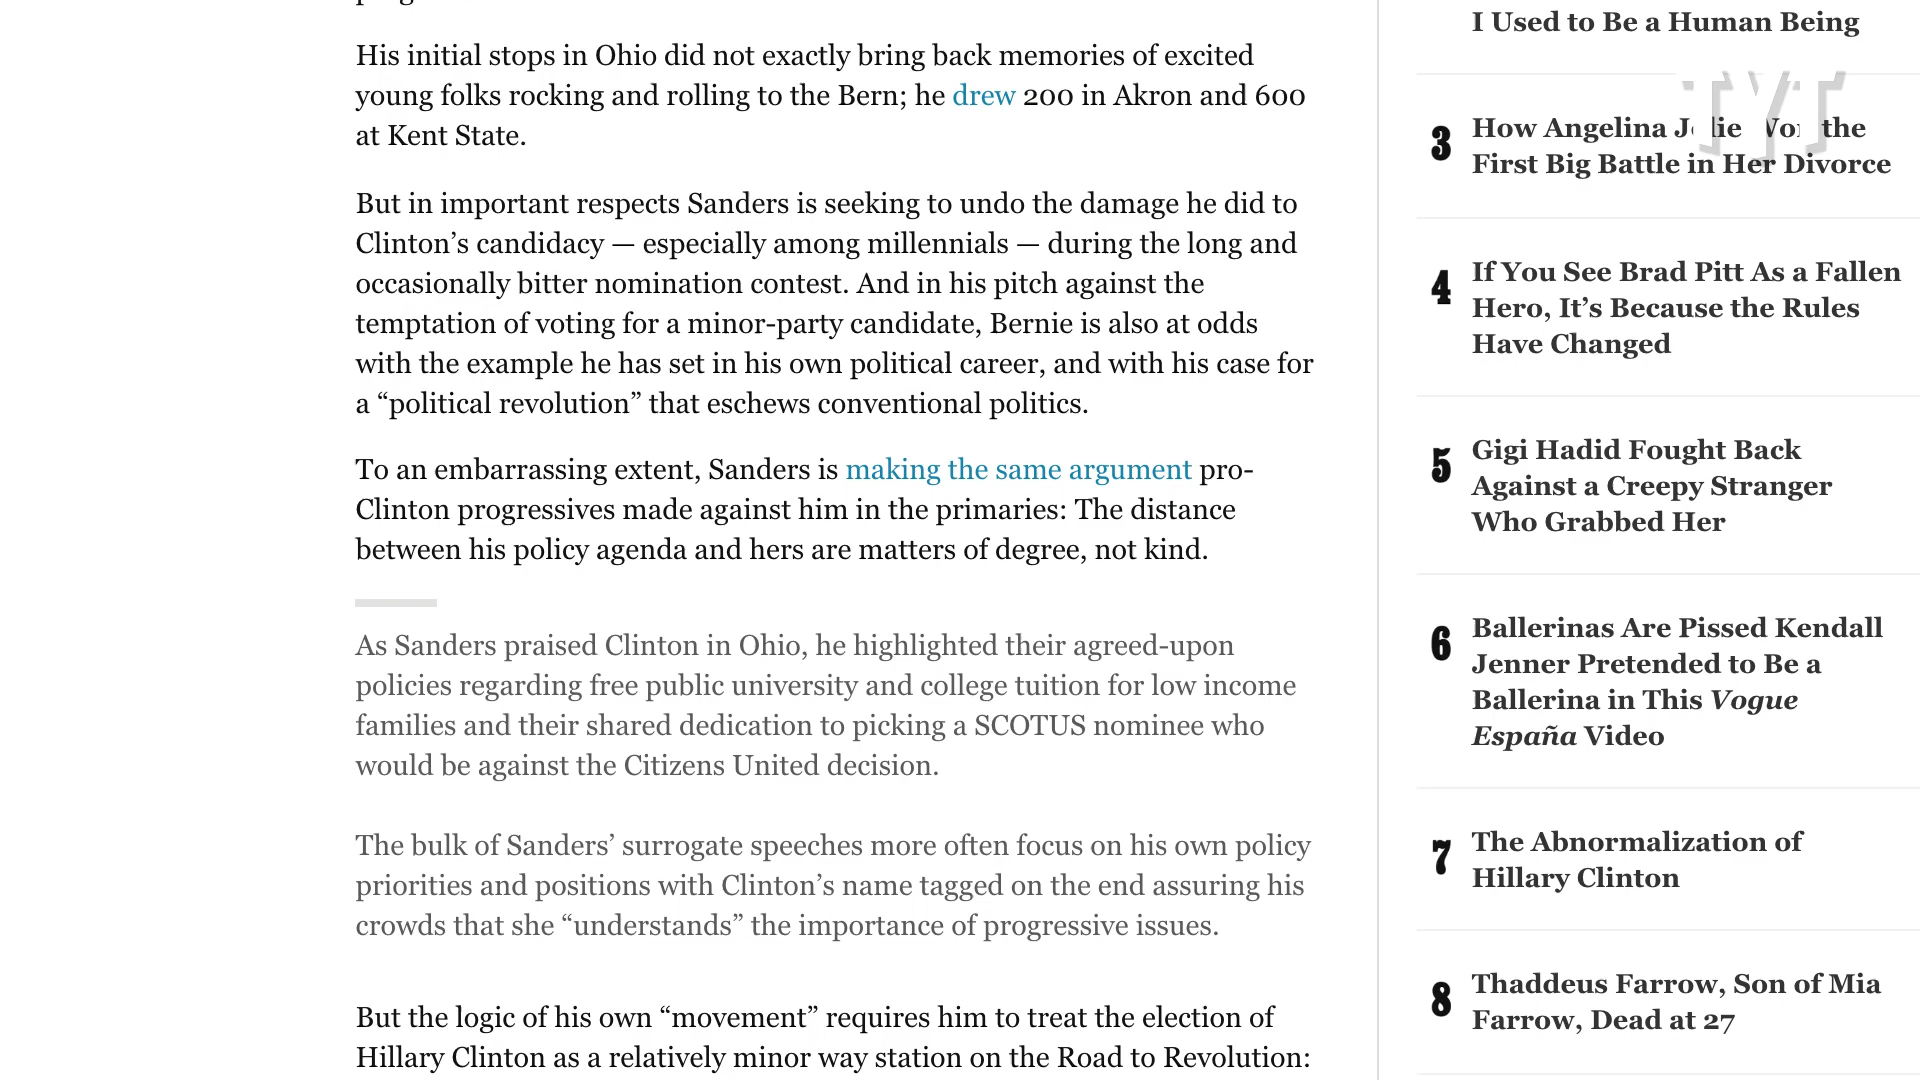 His initial stops in Ohio did not exactly bring back memories of excited
young folks rocking and rolling to the Bern; he drew 200 in Akron and 600
at Kent State.
But in important respects Sanders is seeking to undo the damage he did to
Clinton’s candidacy — especially among millennials — during the long and
occasionally bitter nomination contest. And in his pitch against the
temptation of voting for a minor-party candidate, Bernie is also at odds
with the example he has set in his own political career, and with his case for
a “political revolution” that eschews conventional politics.
To an embarrassing extent, Sanders is making the same argument pro-
Clinton progressives made against him in the primaries: The distance
between his policy agenda and hers are matters of degree, not kind.
As Sanders praised Clinton in Ohio, he highlighted their agreed-upon
policies regarding free public university and college tuition for low income
families and their shared dedication to picking a SCOTUS nominee who
would be against the Citizens United decision.
The bulk of Sanders’ surrogate speeches more often focus on his own policy
priorities and positions with Clinton’s name tagged on the end assuring his
crowds that she “understands” the importance of progressive issues.
But the logic of his own “movement” requires him to treat the election of
Hillary Clinton as a relatively minor way station on the Road to Revolution:
I Used to Be a Human Being
TYT
3 How Angelina Jolie Won the
First Big Battle in Her Divorce
4 If You See Brad Pitt As a Fallen
Hero, It’s Because the Rules
Have Changed
5 Gigi Hadid Fought Back
Against a Creepy Stranger
Who Grabbed Her
6 Ballerinas Are Pissed Kendall
Jenner Pretended to Be a
Ballerina in This Vogue
España Video
7 The Abnormalization of
Hillary Clinton
8 Thaddeus Farrow, Son of Mia
Farrow, Dead at 27